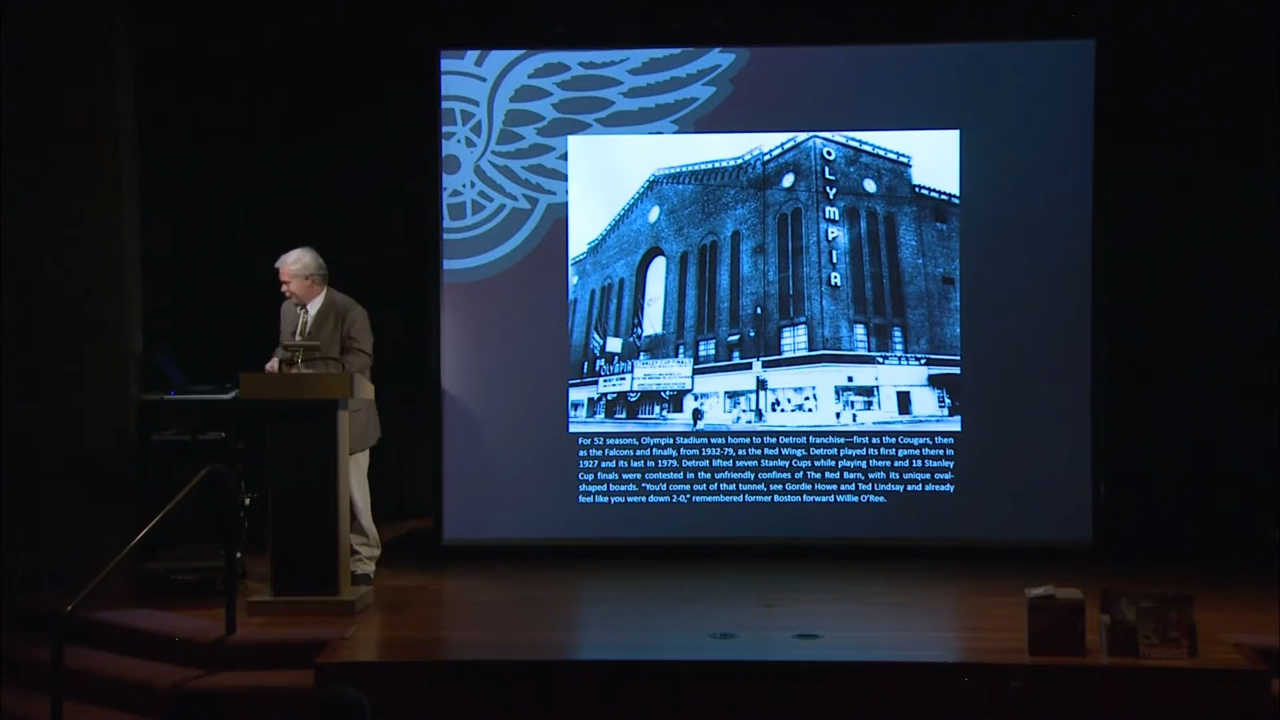 OLYMPIA
OLYMPIA
STANLEY CUP FINALS
For 52 seasons, Olympia Stadium was home to the Detroit franchise—first as the Cougars, then
as the Falcons and finally, from 1932-79, as the Red Wings. Detroit played its first game there in
1927 and its last in 1979. Detroit lifted seven Stanley Cups while playing there and 18 Stanley
Cup finals were contested in the unfriendly confines of The Red Barn, with its unique oval-
shaped boards. “You’d come out of that tunnel, see Gordie Howe and Ted Lindsay and already
feel like you were down 2-0,” remembered former Boston forward Willie O’Ree.